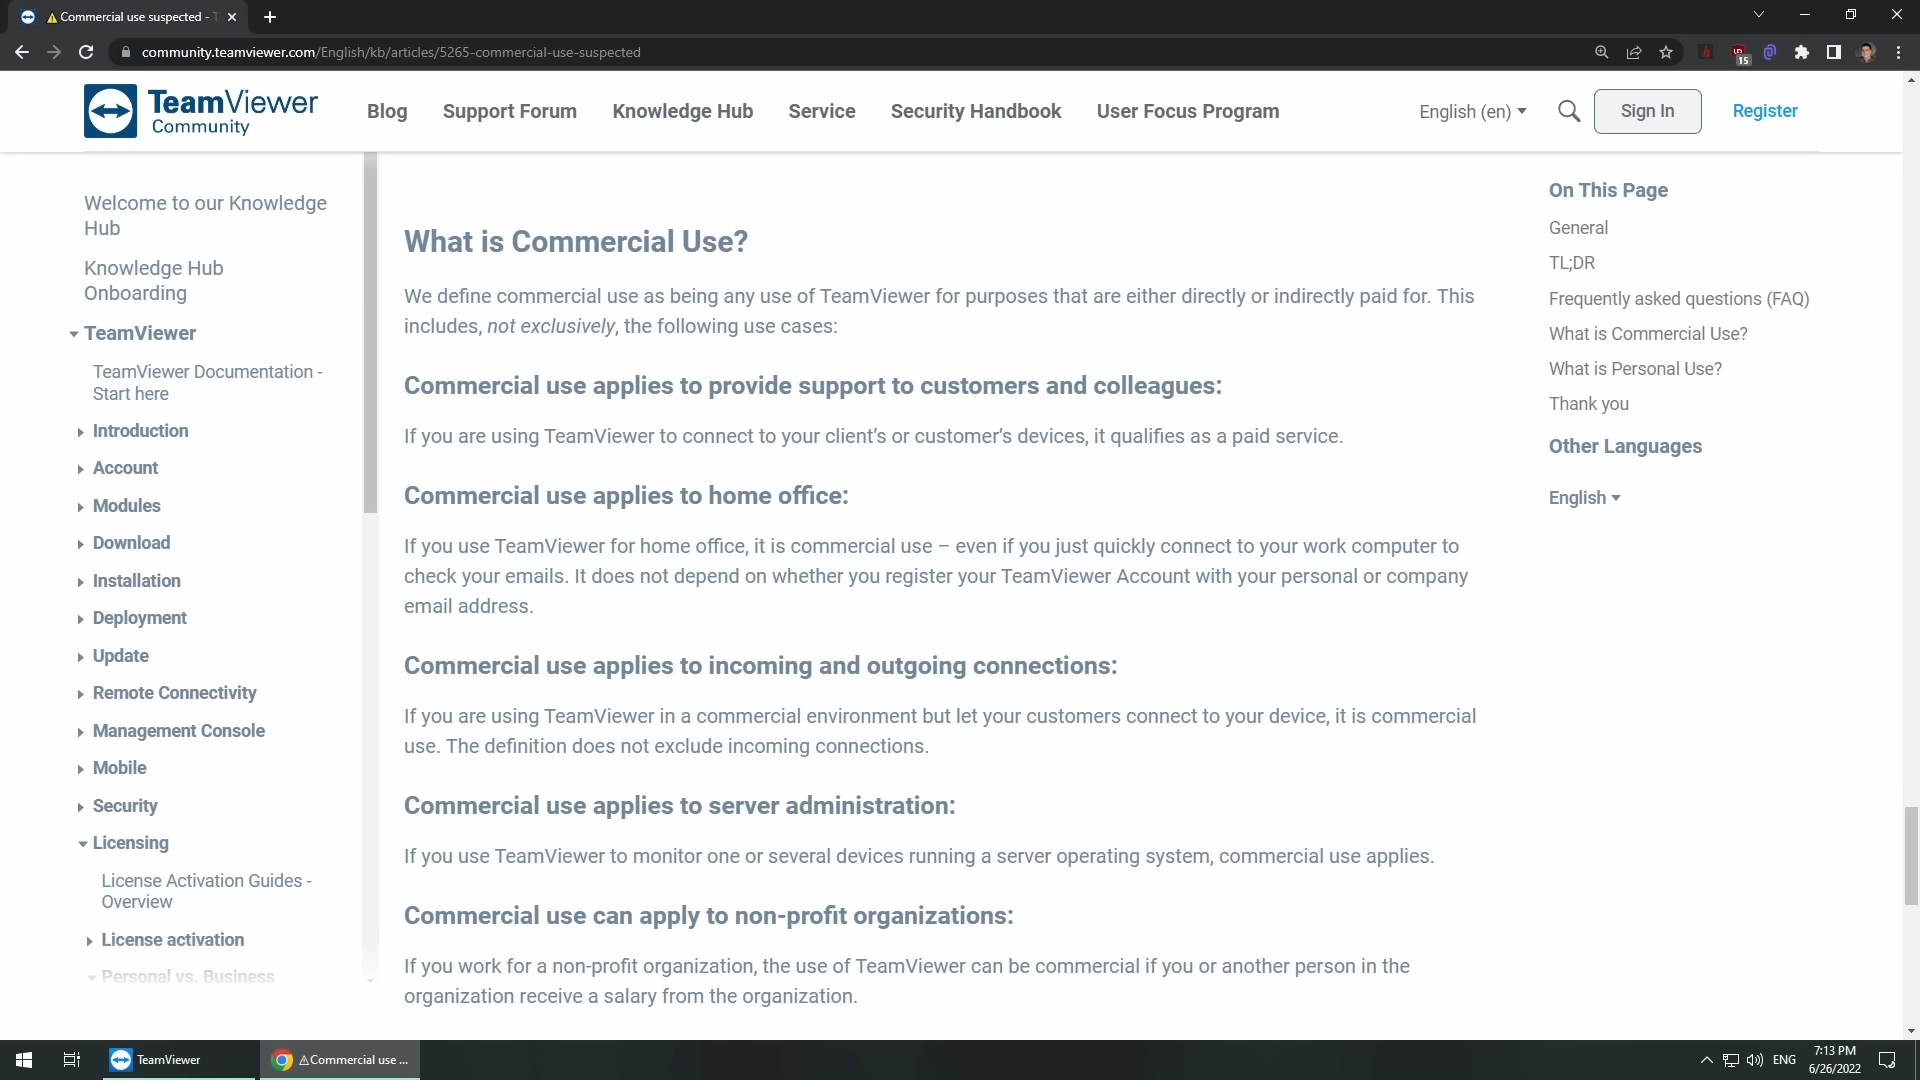 Commercial use suspected -
community.teamviewer.com/English/kb/articles/5265-commercial-use-suspected
15
TeamViewer
Community
Blog
Support Forum
Knowledge Hub
Service
Security Handbook
User Focus Program
English (en)
Sign In
Register
Welcome to our Knowledge
Hub
Knowledge Hub
Onboarding
TeamViewer
TeamViewer Documentation -
Start here
Introduction
Account
Modules
Download
Installation
Deployment
Update
Remote Connectivity
Management Console
Mobile
Security
Licensing
License Activation Guides -
Overview
License activation
Personal vs. Business
What is Commercial Use?
We define commercial use as being any use of TeamViewer for purposes that are either directly or indirectly paid for. This
includes, not exclusively, the following use cases:
Commercial use applies to provide support to customers and colleagues:
If you are using TeamViewer to connect to your client’s or customer’s devices, it qualifies as a paid service.
Commercial use applies to home office:
If you use TeamViewer for home office, it is commercial use – even if you just quickly connect to your work computer to
check your emails. It does not depend on whether you register your TeamViewer Account with your personal or company
email address.
Commercial use applies to incoming and outgoing connections:
If you are using TeamViewer in a commercial environment but let your customers connect to your device, it is commercial
use. The definition does not exclude incoming connections.
Commercial use applies to server administration:
If you use TeamViewer to monitor one or several devices running a server operating system, commercial use applies.
Commercial use can apply to non-profit organizations:
If you work for a non-profit organization, the use of TeamViewer can be commercial if you or another person in the
organization receive a salary from the organization.
On This Page
General
TL;DR
Frequently asked questions (FAQ)
What is Commercial Use?
What is Personal Use?
Thank you
Other Languages
English
TeamViewer
Commercial use ...
ENG
7:13 PM
6/26/2022